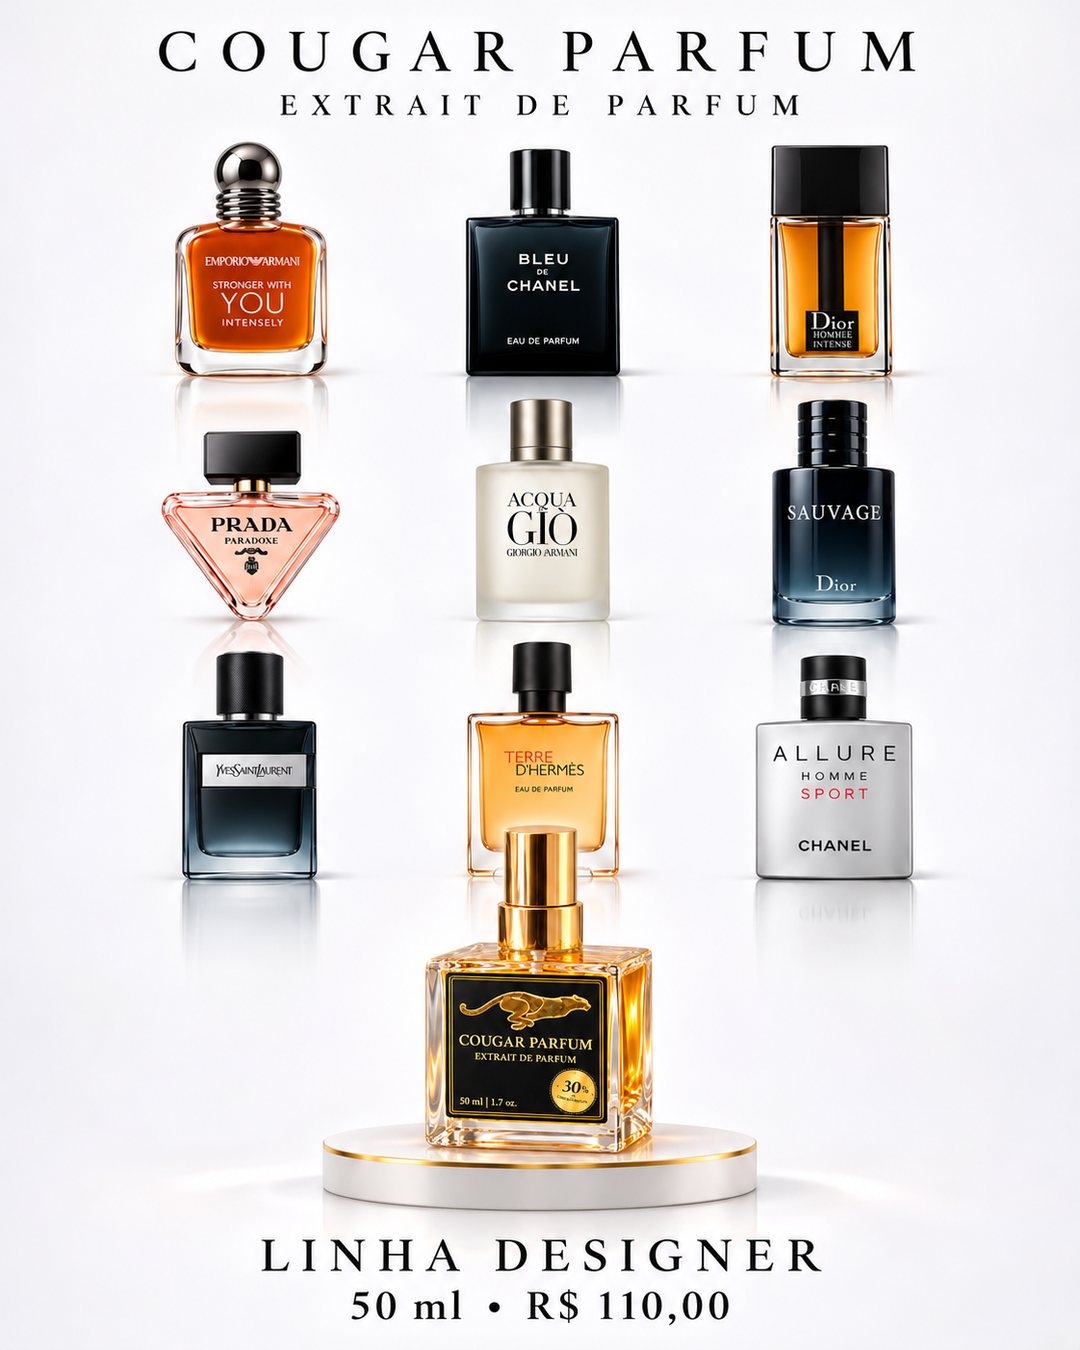 COUGAR PARFUM
EXTRAIT DE PARFUM
EMPORIO ARMANI
STRONGER WITH
YOU
INTENSELY
BLEU
DE
CHANEL
EAU DE PARFUM
Dior
HOMHEE
INTENSE
PRADA
PARADOXE
ACQUA
GIÒ
GIORGIO ARMANI
SAUVAGE
Dior
YVESSAINTLAURENT
TERRE
D'HERMÈS
EAU DE PARFUM
ALLURE
HOMME
SPORT
CHANEL
COUGAR PARFUM
EXTRAIT DE PARFUM
30%
50 ml | 1.7 oz.
LINHA DESIGNER
50 ml • R$ 110,00